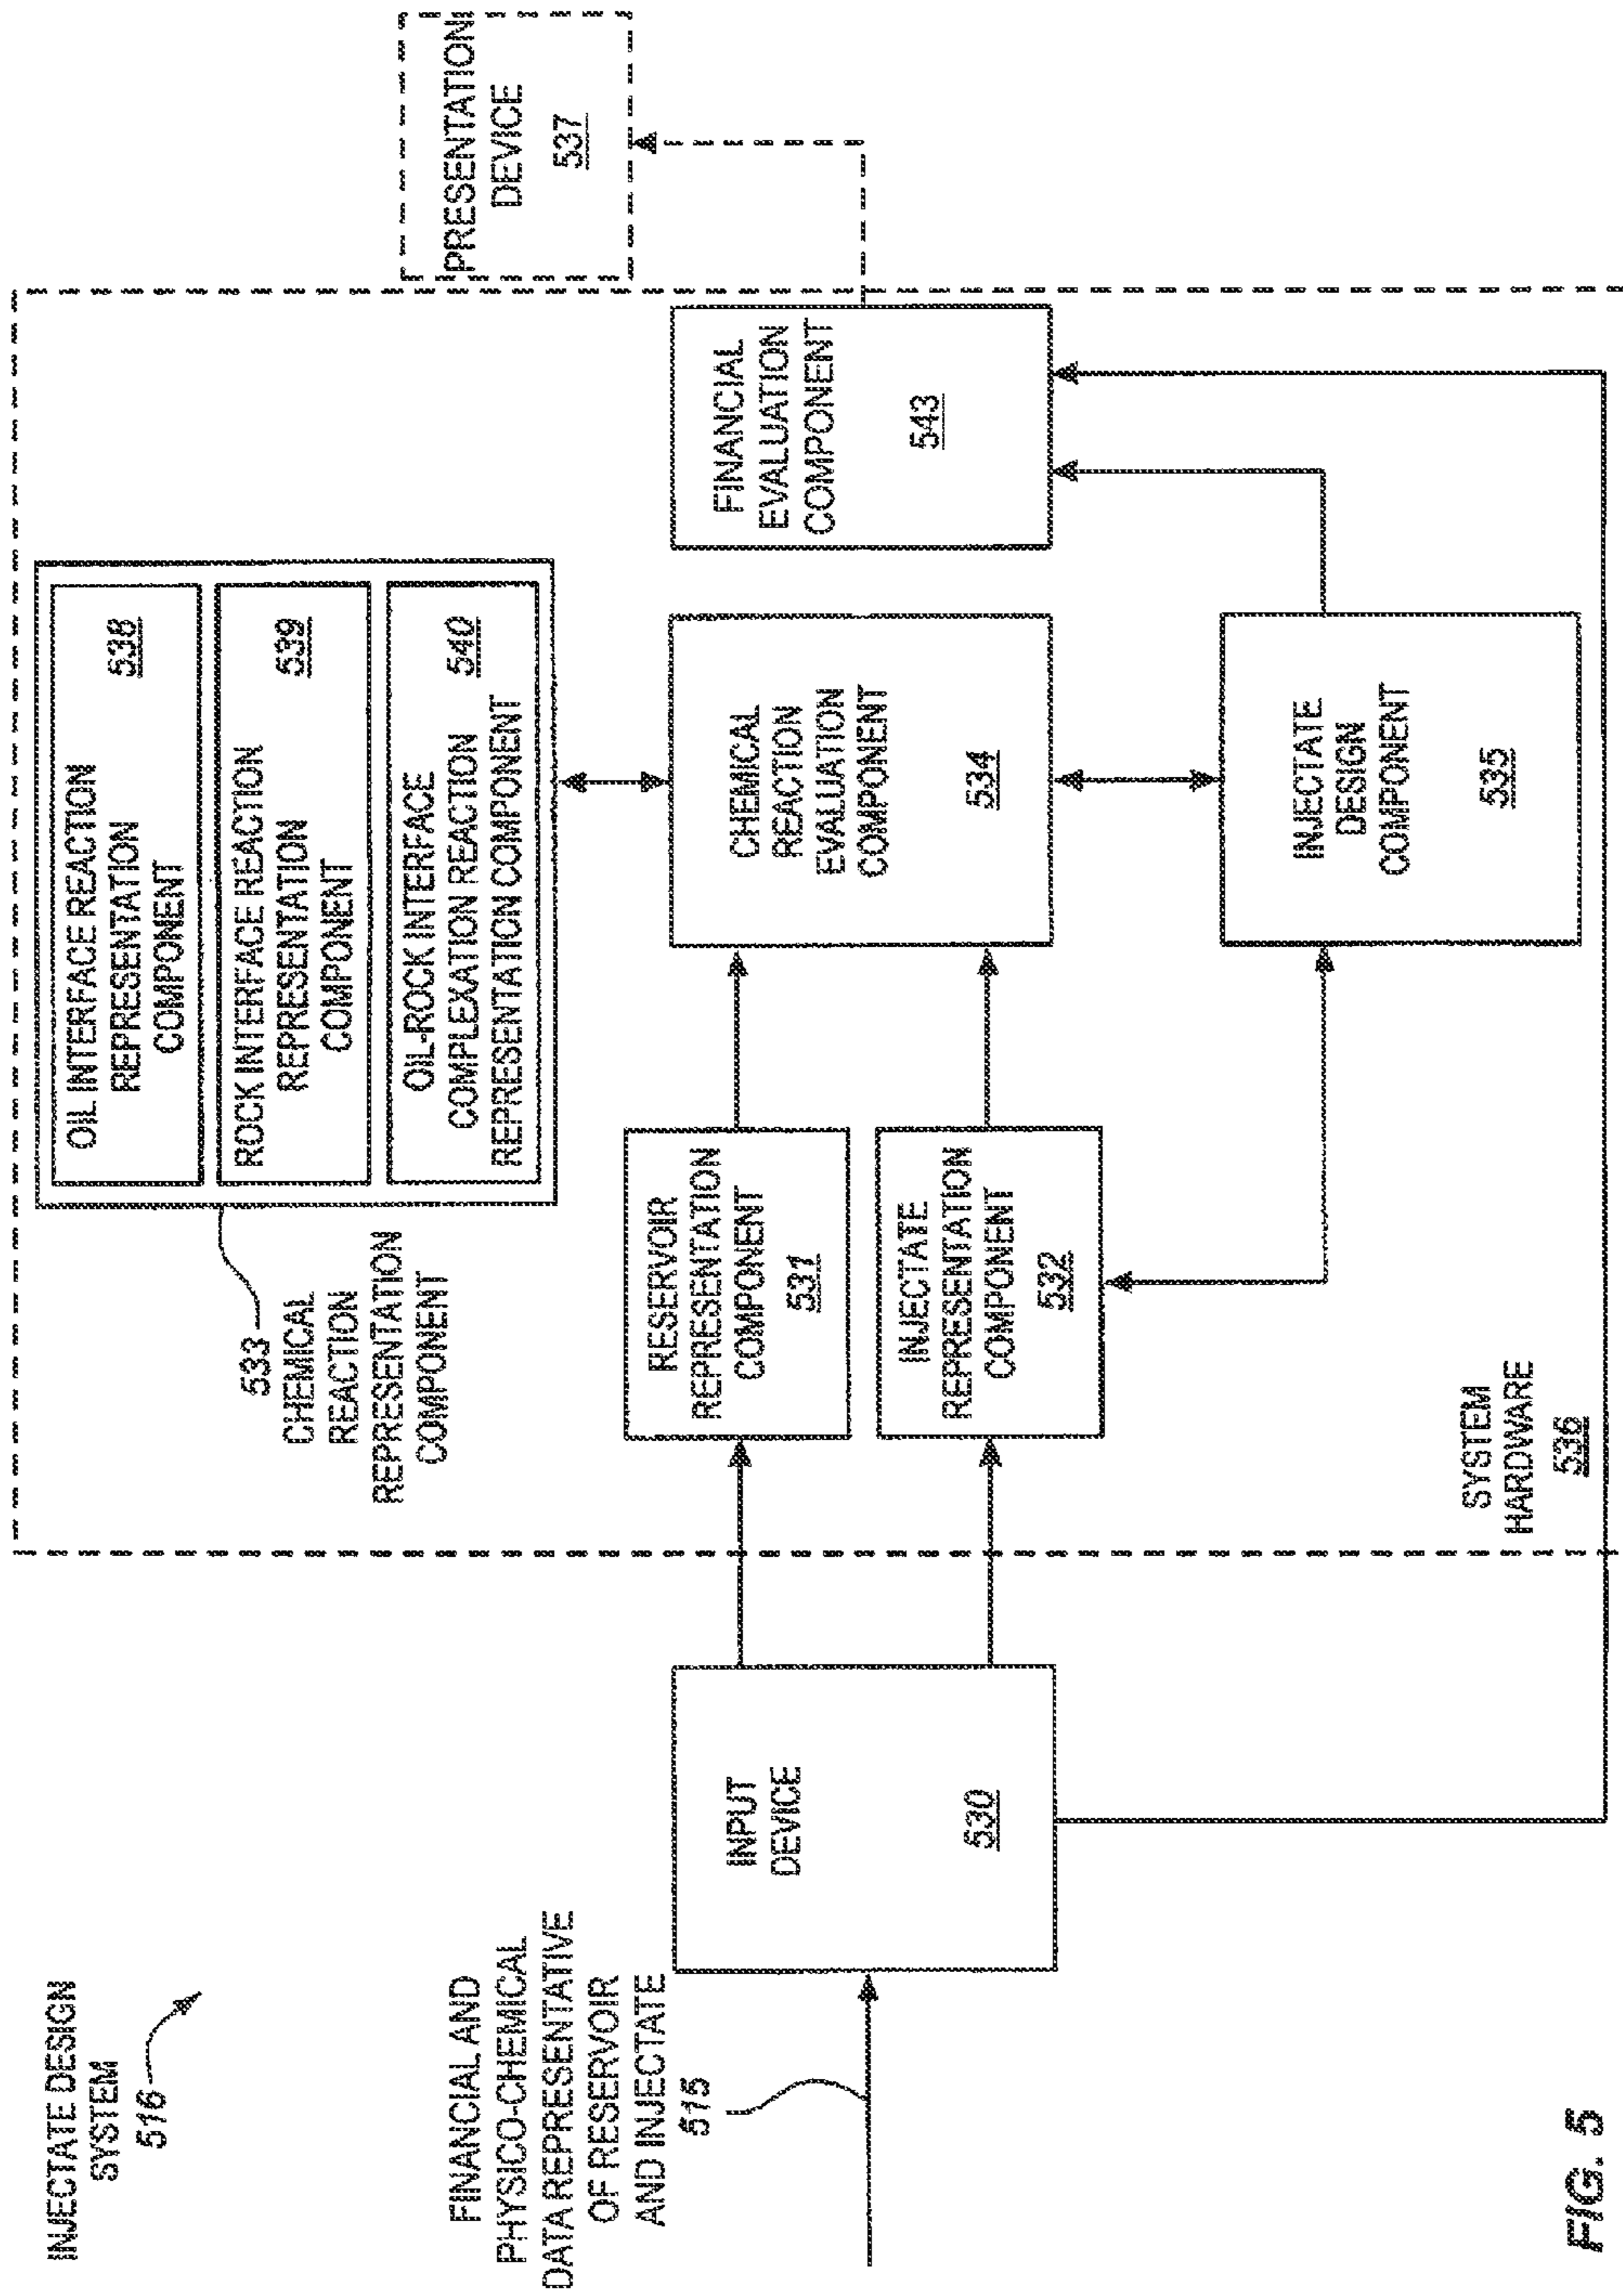 INJECTATE DESIGN
SYSTEM
516
FINANCIAL AND
PHYSICO-CHEMICAL
DATA REPRESENTATIVE
OF RESERVOIR
AND INJECTATE
515
INPUT
DEVICE
530
533
CHEMICAL
REACTION
REPRESENTATION
COMPONENT
OIL INTERFACE REACTION
REPRESENTATION
COMPONENT
538
ROCK INTERFACE REACTION
REPRESENTATION
COMPONENT
539
OIL-ROCK INTERFACE
COMPLEXATION REACTION
REPRESENTATION COMPONENT
540
RESERVOIR
REPRESENTATION
COMPONENT
531
INJECTATE
REPRESENTATION
COMPONENT
532
CHEMICAL
REACTION
EVALUATION
COMPONENT
534
INJECTATE
DESIGN
COMPONENT
535
FINANCIAL
EVALUATION
COMPONENT
543
PRESENTATION
DEVICE
537
SYSTEM
HARDWARE
536
FIG. 5